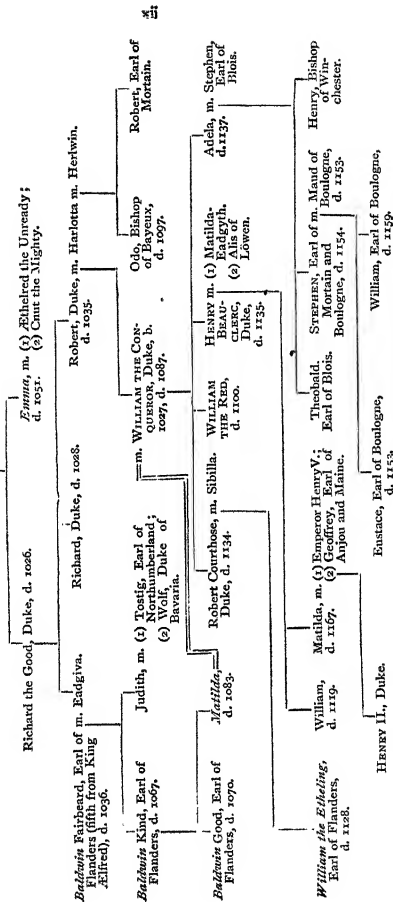 xiii
Richard the Good, Duke, d. 1026.
Emma, m. (1) Æthelred the Unready;
d. 1051. (2) Cnut the Mighty.
Baldwin Fairbeard, Earl of m. Eadgiva.
Flanders (fifth from King
Ælfred), d. 1036.
Richard, Duke, d. 1028.
Robert, Duke, m. Harlotta m. Herlwin.
d. 1035.
Baldwin Kind, Earl of
Flanders, d. 1067.
Judith, m. (1) Tostig, Earl of
Northumberland;
(2) Wolf, Duke of
Bavaria.
m. WILLIAM THE CON-
QUEROR, Duke, b.
1027, d. 1087.
Odo, Bishop
of Bayeux,
d. 1097.
Robert, Earl of
Mortain.
Baldwin Good, Earl of
Flanders, d. 1070.
Matilda,
d. 1083.
Robert Courthose, m. Sibilla.
Duke, d. 1134.
WILLIAM
THE RED,
d. 1100.
HENRY m. (1) Matilda-
BEAU- Eadgyth.
CLERC, (2) Alis of
Duke, Löwen.
d. 1135.
Adela, m. Stephen,
d. 1137. Earl of
Blois.
William the Etheling,
Earl of Flanders,
d. 1128.
William,
d. 1119.
Matilda, m. (1) Emperor Henry V.;
d. 1167. (2) Geoffrey, Earl of
Anjou and Maine.
Theobald.
Earl of Blois.
STEPHEN, Earl of m. Maud of
Mortain and Boulogne,
Boulogne, d. 1154. d. 1153.
Henry, Bishop
of Win-
chester.
HENRY II., Duke.
Eustace, Earl of Boulogne,
d. 1153.
William, Earl of Boulogne,
d. 1159.